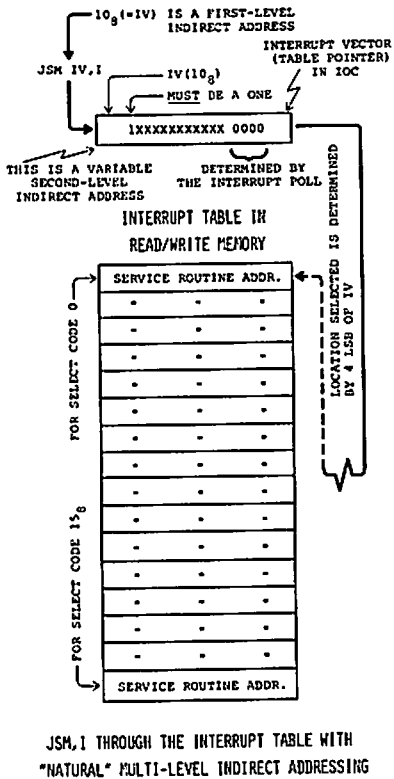 10₈(=IV) IS A FIRST-LEVEL
INDIRECT ADDRESS
INTERRUPT VECTOR
(TABLE POINTER)
IN IOC
JSM IV,I
IV(10₈)
MUST DE A ONE
1XXXXXXXXXXX 0000
THIS IS A VARIABLE
SECOND-LEVEL
INDIRECT ADDRESS
DETERMINED BY
THE INTERRUPT POLL
LOCATION SELECTED IS DETERMINED
BY 4 LSB OF IV
INTERRUPT TABLE IN
READ/WRITE MEMORY
SERVICE ROUTINE ADDR.
FOR SELECT CODE 0
FOR SELECT CODE 15₈
SERVICE ROUTINE ADDR.
JSM,I THROUGH THE INTERRUPT TABLE WITH
"NATURAL" MULTI-LEVEL INDIRECT ADDRESSING